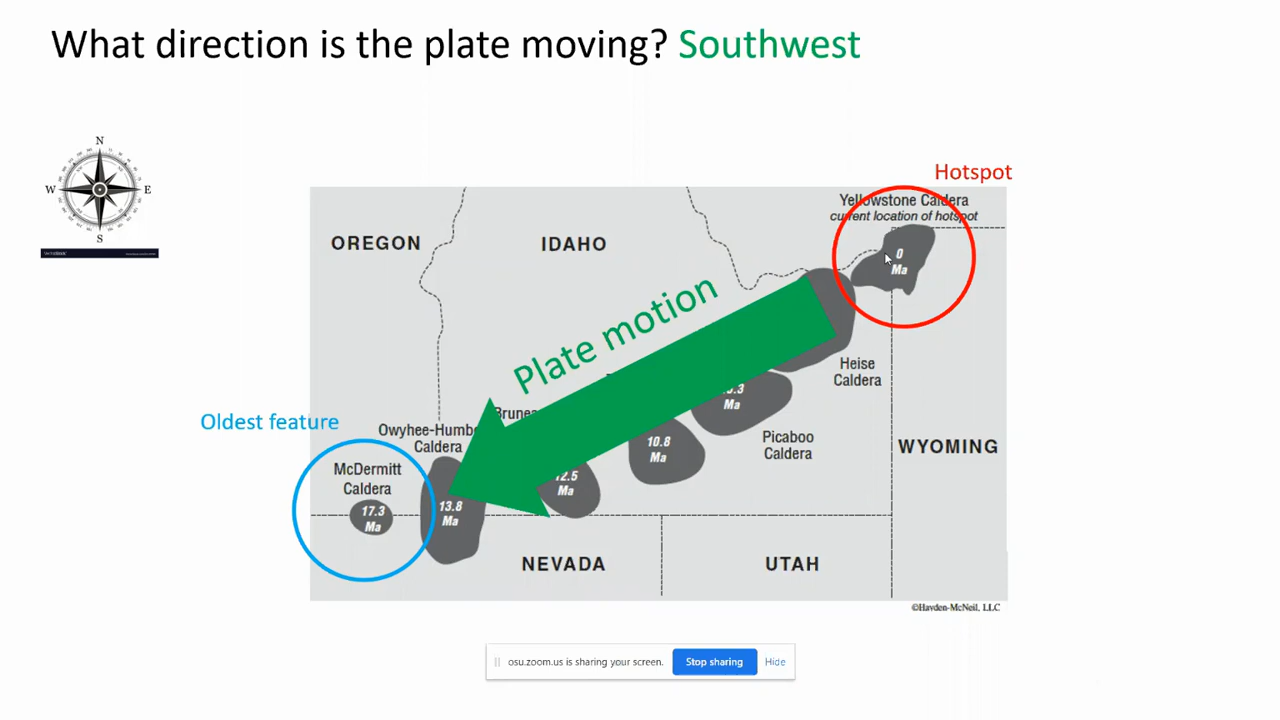 What direction is the plate moving? Southwest
N
W
E
S
Hotspot
Yellowstone Caldera
current location of hotspot
OREGON
IDAHO
0
Ma
Plate motion
Heise
Caldera
Oldest feature
Ma
Owyhee-Humbo
Caldera
Picaboo
Caldera
WYOMING
10.8
Ma
McDermitt
Caldera
Ma
17.3
Ma
13.8
Ma
NEVADA
UTAH
©Hayden-McNeil, LLC
osu.zoom.us is sharing your screen.
Stop sharing
Hide